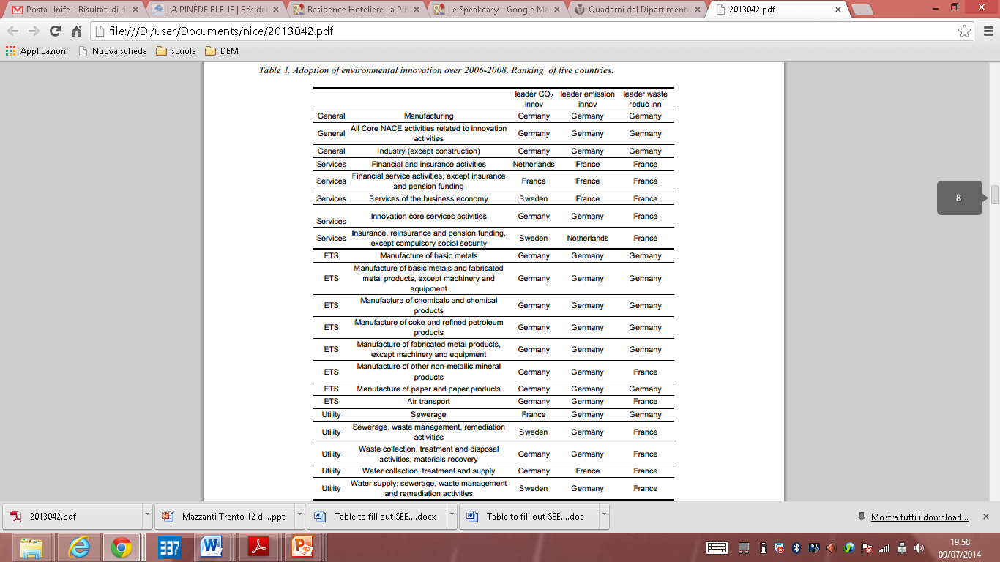 Posta Unife - Risultati di ri
LA PINÈDE BLEUE | Réside
Residence Hoteliere La Pin
Le Speakeasy - Google Ma
Quaderni del Dipartimento
2013042.pdf
file:///D:/user/Documents/nice/2013042.pdf
Applicazioni Nuova scheda scuola DEM
Table 1. Adoption of environmental innovation over 2006-2008. Ranking of five countries.
leader CO₂ leader emission leader waste
Innov innov reduc inn
General Manufacturing Germany Germany Germany
General All Core NACE activities related to innovation Germany Germany Germany
activities
General Industry (except construction) Germany Germany Germany
Services Financial and insurance activities Netherlands France France
Services Financial service activities, except insurance France France France
and pension funding
Services Services of the business economy Sweden France France
Services Innovation core services activities Germany Germany France
Services Insurance, reinsurance and pension funding, Sweden Netherlands France
except compulsory social security
ETS Manufacture of basic metals Germany Germany Germany
ETS Manufacture of basic metals and fabricated Germany Germany Germany
metal products, except machinery and
equipment
ETS Manufacture of chemicals and chemical Germany Germany Germany
products
ETS Manufacture of coke and refined petroleum Germany Germany Germany
products
ETS Manufacture of fabricated metal products, Germany Germany Germany
except machinery and equipment
ETS Manufacture of other non-metallic mineral Germany Germany France
products
ETS Manufacture of paper and paper products Germany Germany Germany
ETS Air transport Germany Germany France
Utility Sewerage France Germany Germany
Utility Sewerage, waste management, remediation Sweden Germany France
activities
Utility Waste collection, treatment and disposal Germany Germany France
activities; materials recovery
Utility Water collection, treatment and supply Germany France France
Utility Water supply; sewerage, waste management Sweden Germany France
and remediation activities
8
2013042.pdf
Mazzanti Trento 12 d....ppt
Table to fill out SEE....docx
Table to fill out SEE....doc
Mostra tutti i download...
337
19.58
09/07/2014